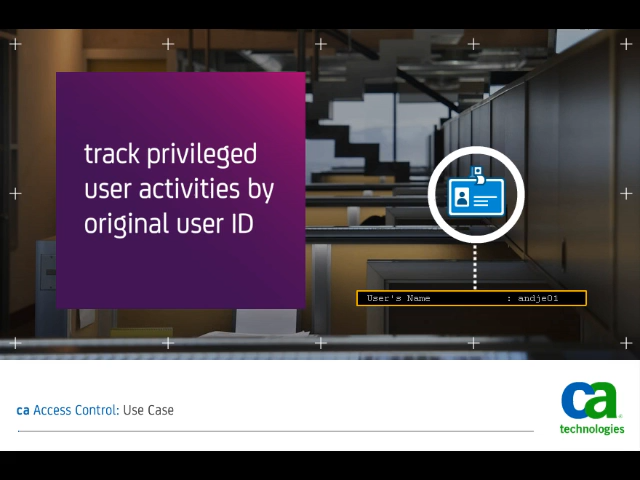 track privileged
user activities by
original user ID
User's Name : andje01
ca Access Control: Use Case
ca
technologies